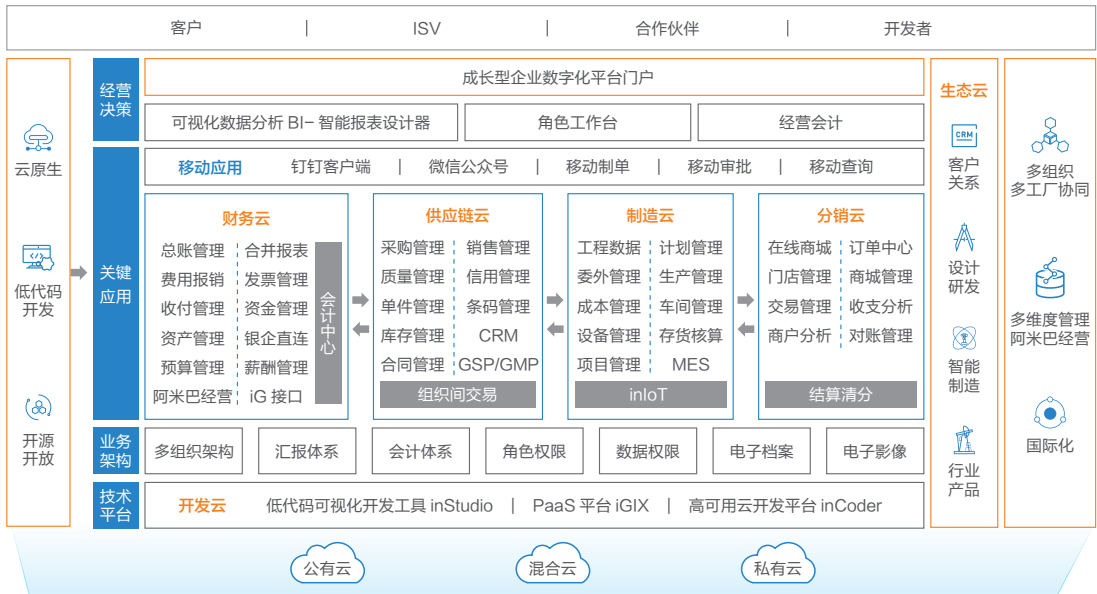 客户 | ISV | 合作伙伴 | 开发者
云原生
低代码
开发
开源
开放
经营
决策
成长型企业数字化平台门户
可视化数据分析 BI– 智能报表设计器
角色工作台
经营会计
关键
应用
移动应用 钉钉客户端 | 微信公众号 | 移动制单 | 移动审批 | 移动查询
财务云
总账管理 合并报表
费用报销 发票管理
收付管理 资金管理
资产管理 银企直连
预算管理 薪酬管理
阿米巴经营 iG 接口
会计中心
供应链云
采购管理 销售管理
质量管理 信用管理
单件管理 条码管理
库存管理 CRM
合同管理 GSP/GMP
组织间交易
制造云
工程数据 计划管理
委外管理 生产管理
成本管理 车间管理
设备管理 存货核算
项目管理 MES
inIoT
分销云
在线商城 订单中心
门店管理 商城管理
交易管理 收支分析
商户分析 对账管理
结算清分
业务
架构
多组织架构 汇报体系 会计体系 角色权限 数据权限 电子档案 电子影像
技术
平台
开发云 低代码可视化开发工具 inStudio | PaaS 平台 iGIX | 高可用云开发平台 inCoder
生态云
CRM
客户
关系
设计
研发
智能
制造
行业
产品
多组织
多工厂协同
多维度管理
阿米巴经营
国际化
公有云 混合云 私有云